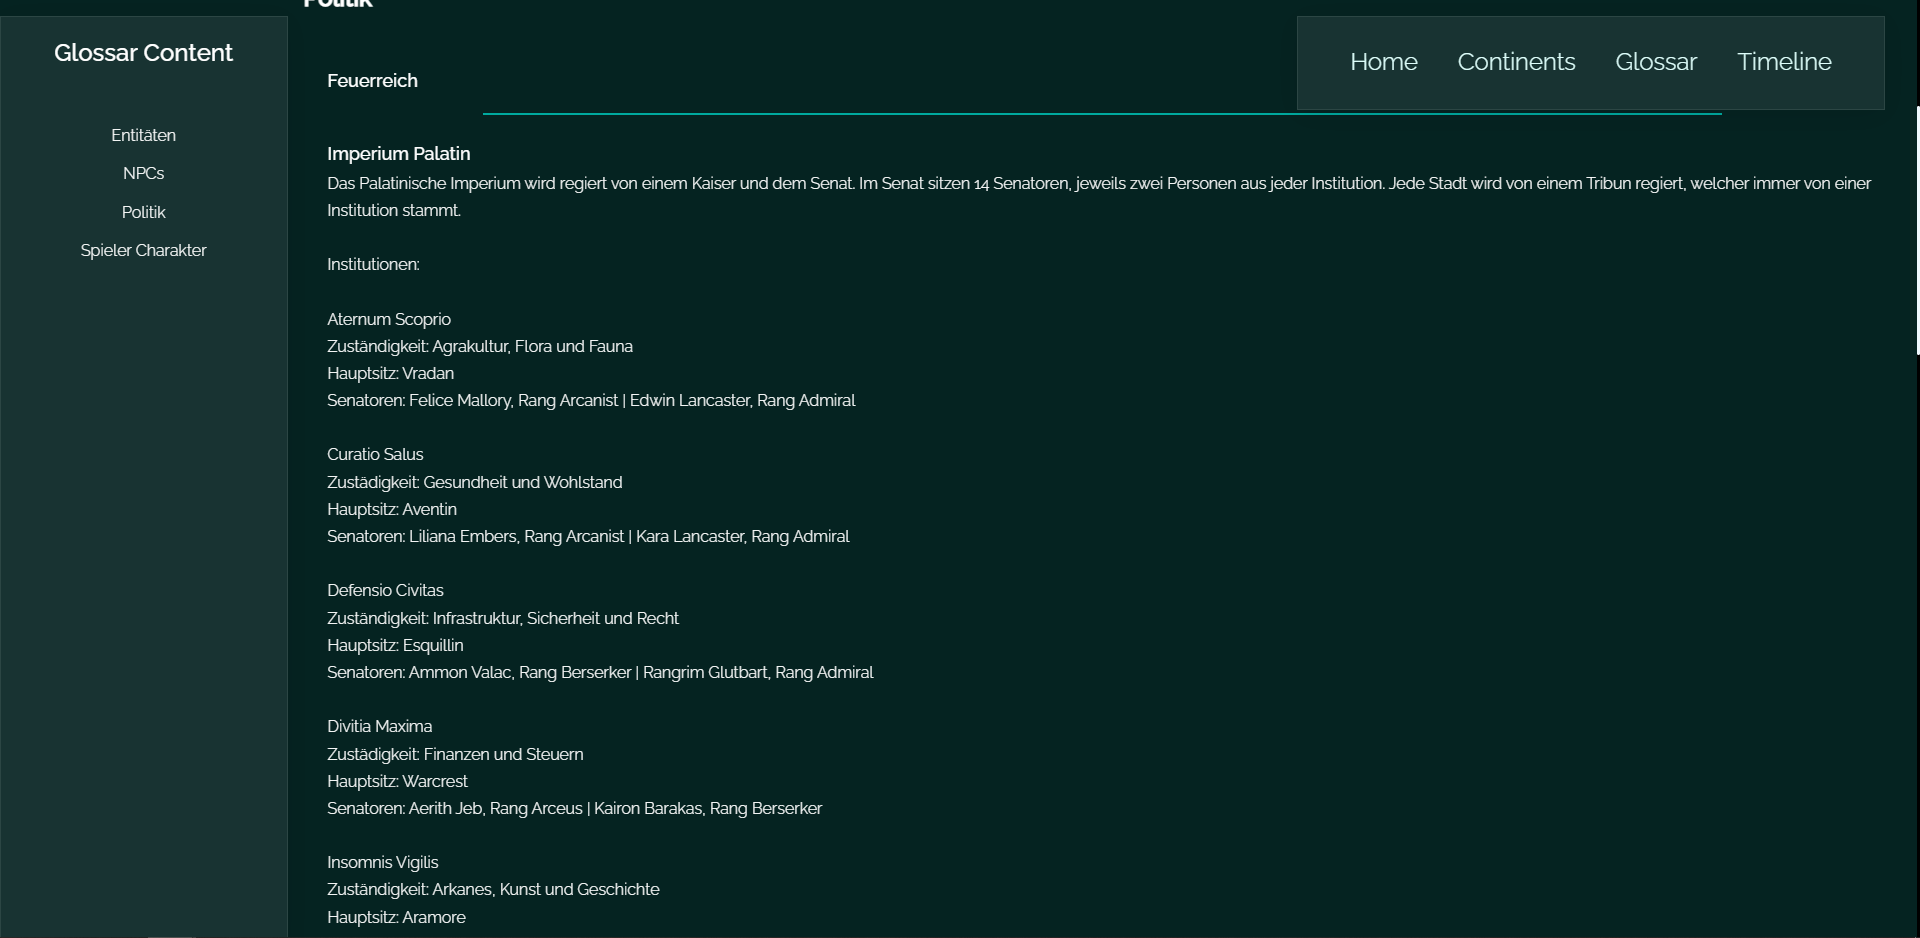 Politik
Glossar Content
Entitäten
NPCs
Politik
Spieler Charakter
Home Continents Glossar Timeline
Feuerreich
Imperium Palatin
Das Palatinische Imperium wird regiert von einem Kaiser und dem Senat. Im Senat sitzen 14 Senatoren, jeweils zwei Personen aus jeder Institution. Jede Stadt wird von einem Tribun regiert, welcher immer von einer
Institution stammt.
Institutionen:
Aternum Scoprio
Zuständigkeit: Agrakultur, Flora und Fauna
Hauptsitz: Vradan
Senatoren: Felice Mallory, Rang Arcanist | Edwin Lancaster, Rang Admiral
Curatio Salus
Zustädigkeit: Gesundheit und Wohlstand
Hauptsitz: Aventin
Senatoren: Liliana Embers, Rang Arcanist | Kara Lancaster, Rang Admiral
Defensio Civitas
Zuständigkeit: Infrastruktur, Sicherheit und Recht
Hauptsitz: Esquillin
Senatoren: Ammon Valac, Rang Berserker | Rangrim Glutbart, Rang Admiral
Divitia Maxima
Zustädigkeit: Finanzen und Steuern
Hauptsitz: Warcrest
Senatoren: Aerith Jeb, Rang Arceus | Kairon Barakas, Rang Berserker
Insomnis Vigilis
Zuständigkeit: Arkanes, Kunst und Geschichte
Hauptsitz: Aramore